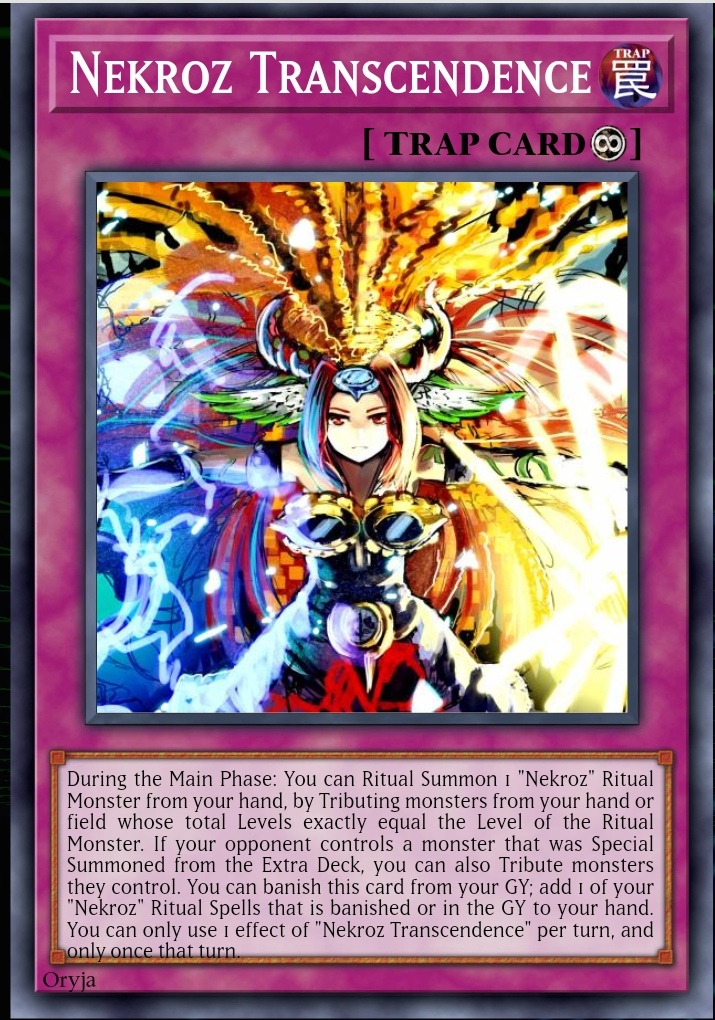 NEKROZ TRANSCENDENCE
TRAP
罠
[ TRAP CARD ]
During the Main Phase: You can Ritual Summon 1 "Nekroz" Ritual
Monster from your hand, by Tributing monsters from your hand or
field whose total Levels exactly equal the Level of the Ritual
Monster. If your opponent controls a monster that was Special
Summoned from the Extra Deck, you can also Tribute monsters
they control. You can banish this card from your GY; add 1 of your
"Nekroz" Ritual Spells that is banished or in the GY to your hand.
You can only use 1 effect of "Nekroz Transcendence" per turn, and
only once that turn.
Oryja